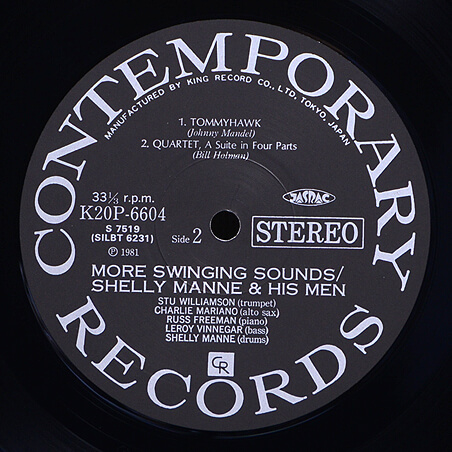 CONTEMPORARY
MANUFACTURED BY KING RECORD CO., LTD, TOKYO, JAPAN
1. TOMMYHAWK
(Johnny Mandel)
2. QUARTET, A Suite in Four Parts
(Bill Holman)
33⅓ r.p.m.
K20P-6604
JASRAC
S 7519
(SILBT 6231)
Side 2
STEREO
Ⓟ 1981
MORE SWINGING SOUNDS/
SHELLY MANNE & HIS MEN
STU WILLIAMSON (trumpet)
CHARLIE MARIANO (alto sax)
RUSS FREEMAN (piano)
LEROY VINNEGAR (bass)
SHELLY MANNE (drums)
CR
RECORDS